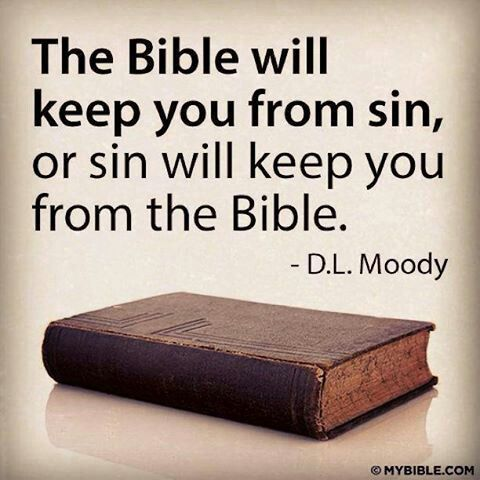 The Bible will
keep you from sin,
or sin will keep you
from the Bible.
- D.L. Moody
© MYBIBLE.COM